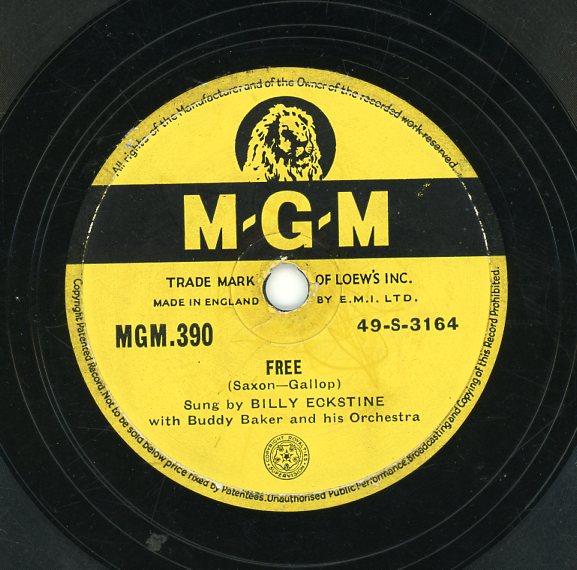 All rights of the Manufacturer and of the Owner of the recorded work reserved.
M-G-M
TRADE MARK OF LOEW'S INC.
MADE IN ENGLAND BY E.M.I. LTD.
MGM.390 49-S-3164
FREE
(Saxon—Gallop)
Sung by BILLY ECKSTINE
with Buddy Baker and his Orchestra
COPYRIGHT ROYALTIES
SUPERVISION
Copyright Patented Record. Not to be sold below price fixed by Patentees. Unauthorised Public Performance, Broadcasting and Copying of this Record Prohibited.